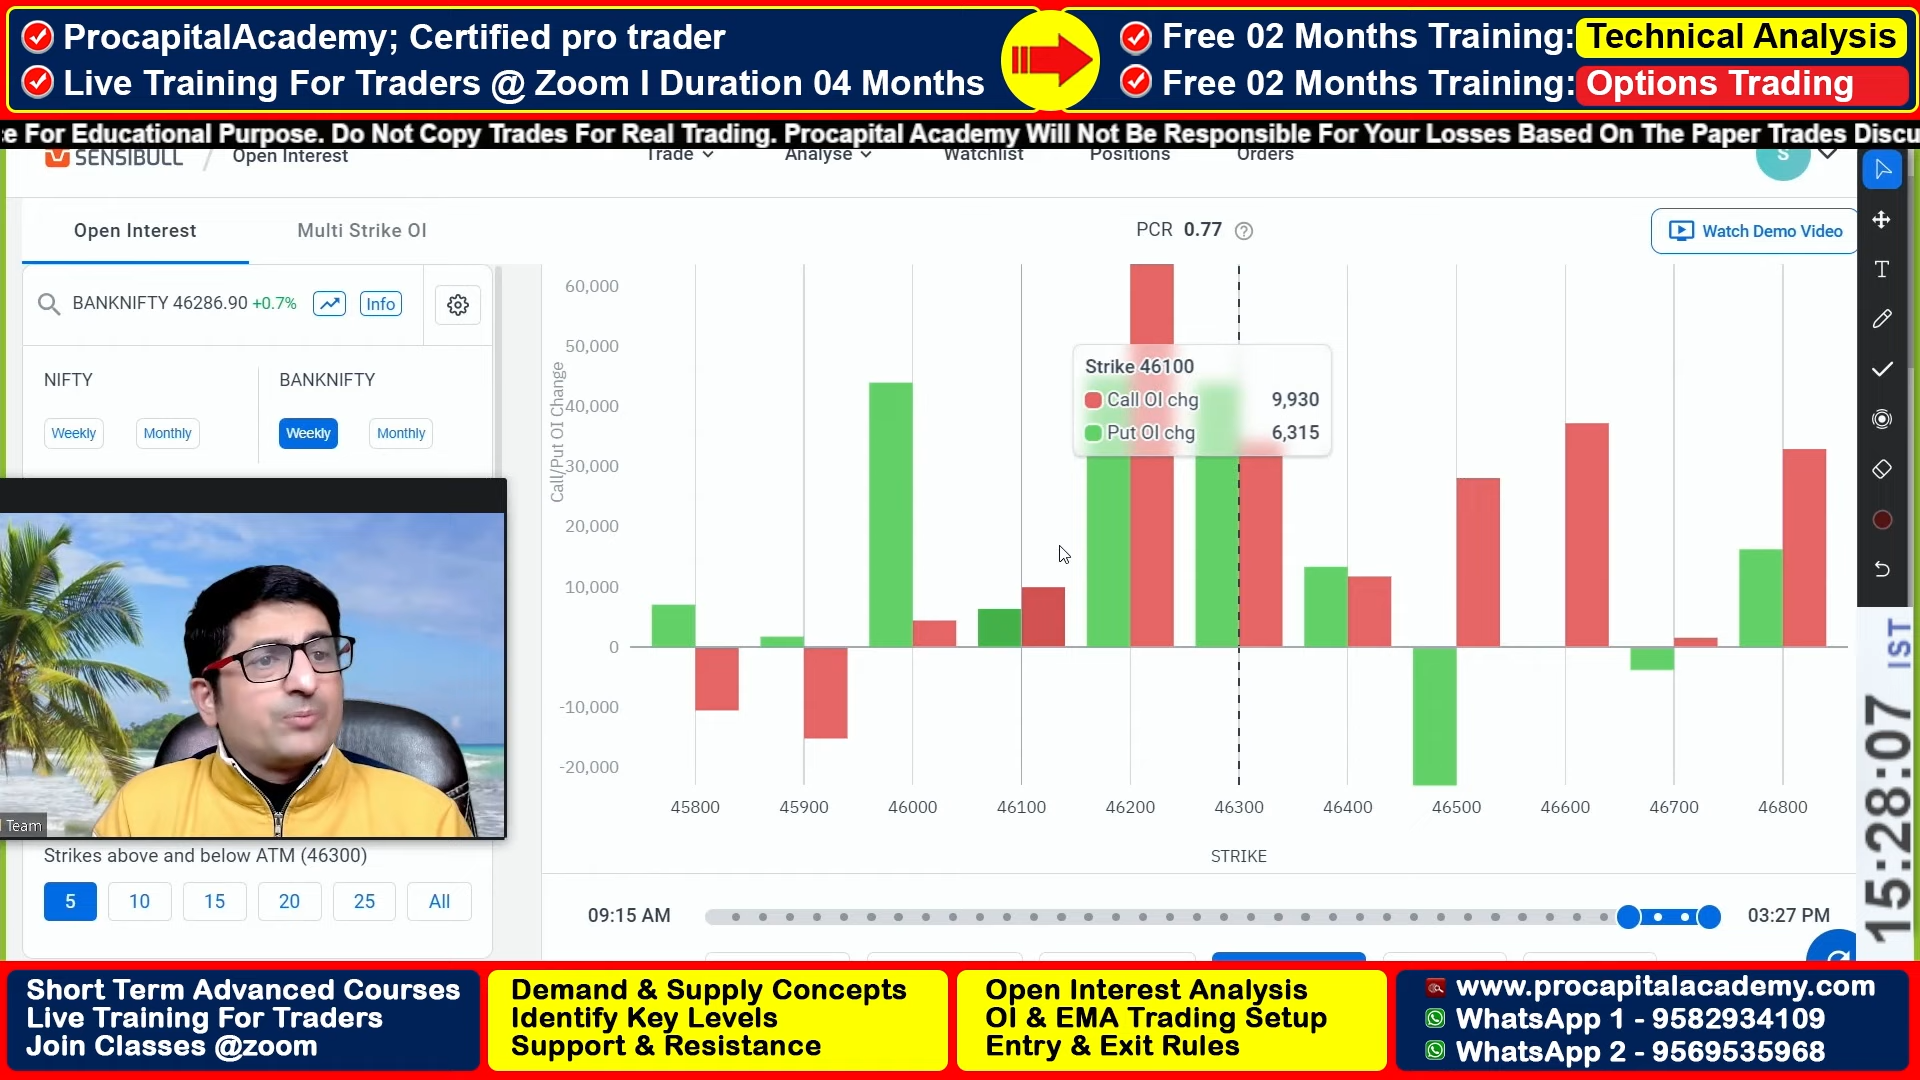 ProcapitalAcademy; Certified pro trader
Live Training For Traders @ Zoom I Duration 04 Months
Free 02 Months Training: Technical Analysis
Free 02 Months Training: Options Trading
e For Educational Purpose. Do Not Copy Trades For Real Trading. Procapital Academy Will Not Be Responsible For Your Losses Based On The Paper Trades Discu
SENSIBULL / Open Interest
Trade
Analyse
Watchlist
Positions
Orders
S
Open Interest
Multi Strike OI
PCR 0.77
Watch Demo Video
BANKNIFTY 46286.90 +0.7%
Info
NIFTY
BANKNIFTY
Weekly
Monthly
Weekly
Monthly
Team
Strikes above and below ATM (46300)
5
10
15
20
25
All
Call/Put OI Change
60,000
50,000
40,000
30,000
20,000
10,000
0
-10,000
-20,000
Strike 46100
Call OI chg 9,930
Put OI chg 6,315
45800
45900
46000
46100
46200
46300
46400
46500
46600
46700
46800
STRIKE
09:15 AM
03:27 PM
T
15:28:07 IST
Short Term Advanced Courses
Live Training For Traders
Join Classes @zoom
Demand & Supply Concepts
Identify Key Levels
Support & Resistance
Open Interest Analysis
OI & EMA Trading Setup
Entry & Exit Rules
www.procapitalacademy.com
WhatsApp 1 - 9582934109
WhatsApp 2 - 9569535968